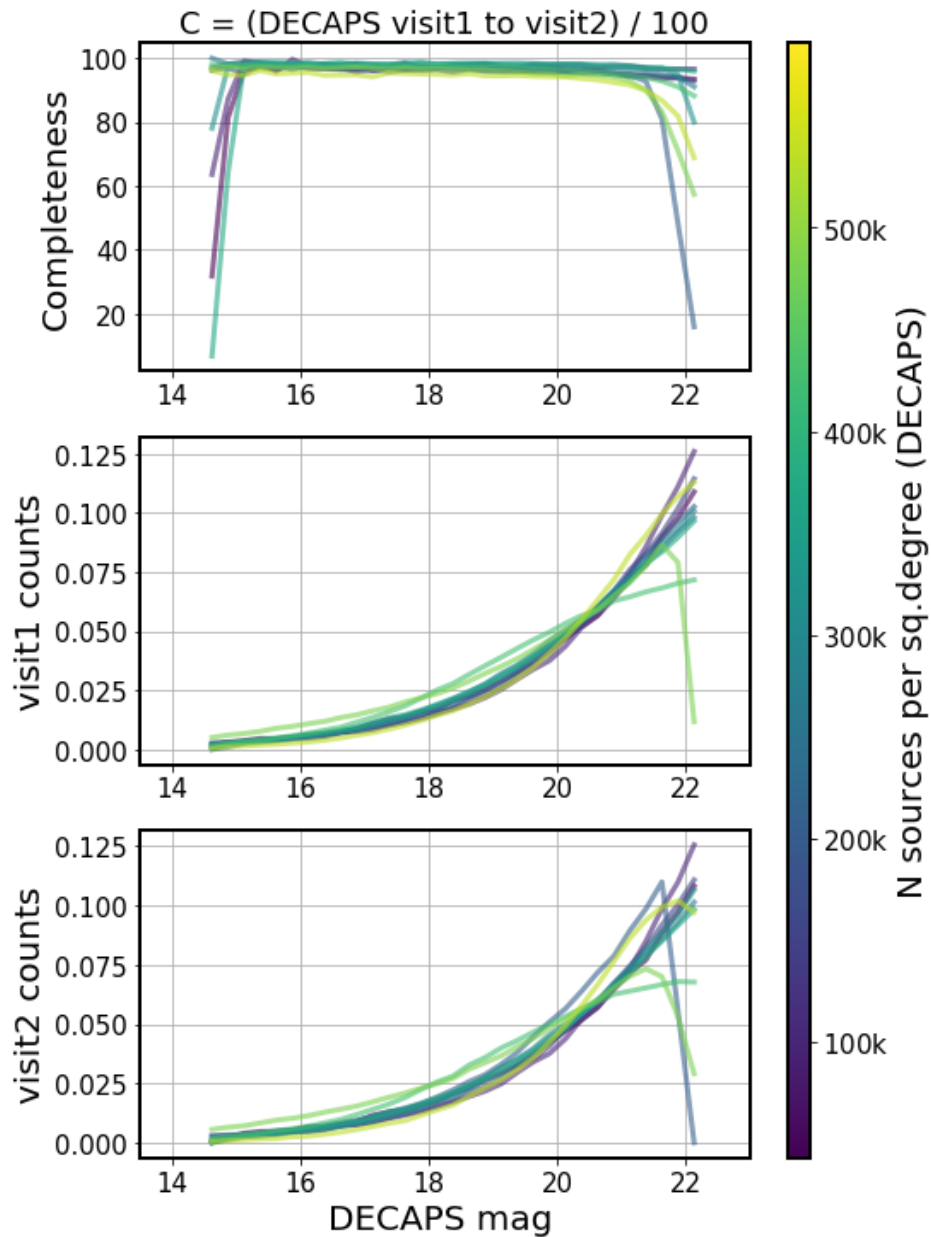 C = (DECAPS visit1 to visit2) / 100
Completeness
100
80
60
40
20
14 16 18 20 22
visit1 counts
0.125
0.100
0.075
0.050
0.025
0.000
14 16 18 20 22
visit2 counts
0.125
0.100
0.075
0.050
0.025
0.000
14 16 18 20 22
DECAPS mag
500k
400k
300k
200k
100k
N sources per sq.degree (DECAPS)